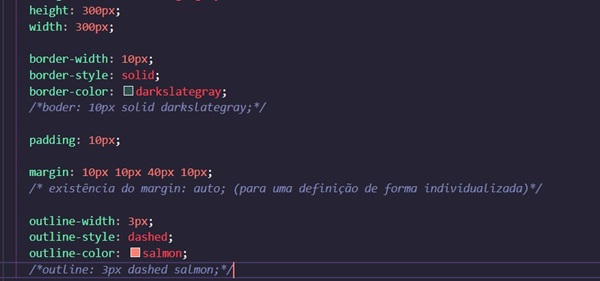 height: 300px;
width: 300px;
border-width: 10px;
border-style: solid;
border-color: darkslategray;
/*boder: 10px solid darkslategray;*/
padding: 10px;
margin: 10px 10px 40px 10px;
/* existência do margin: auto; (para uma definição de forma individualizada)*/
outline-width: 3px;
outline-style: dashed;
outline-color: salmon;
/*outline: 3px dashed salmon;*/